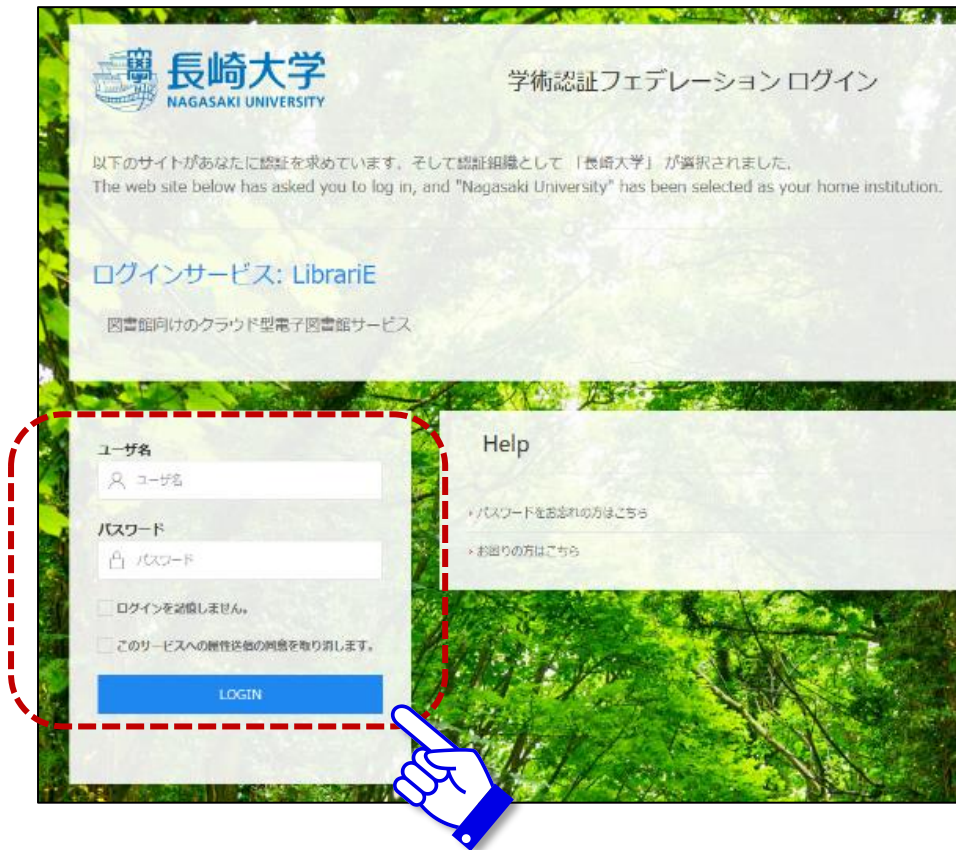 長崎大学
NAGASAKI UNIVERSITY
学術認証フェデレーション ログイン
以下のサイトがあなたに認証を求めています. そして認証組織として 「長崎大学」 が選択されました.
The web site below has asked you to log in, and "Nagasaki University" has been selected as your home institution.
ログインサービス: LibrariE
図書館向けのクラウド型電子図書館サービス
ユーザ名
ユーザ名
パスワード
パスワード
ログインを記憶しません。
このサービスへの属性送信の同意を取り消します。
LOGIN
Help
パスワードをお忘れの方はこちら
お困りの方はこちら